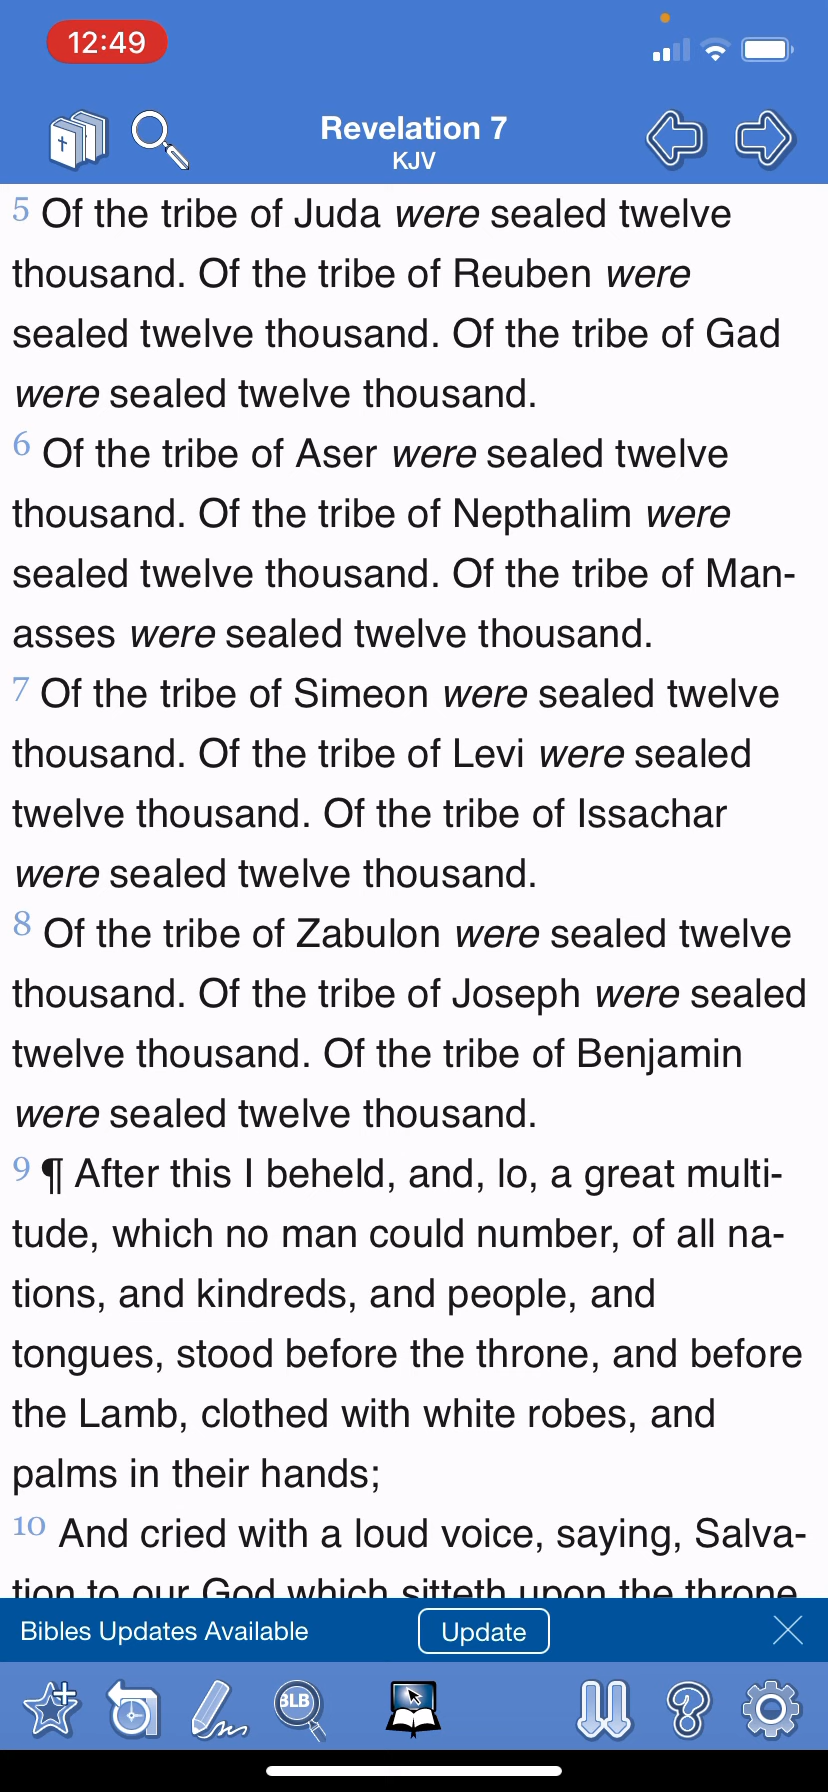 12:49
Revelation 7
KJV
5 Of the tribe of Juda were sealed twelve
thousand. Of the tribe of Reuben were
sealed twelve thousand. Of the tribe of Gad
were sealed twelve thousand.
6 Of the tribe of Aser were sealed twelve
thousand. Of the tribe of Nepthalim were
sealed twelve thousand. Of the tribe of Man-
asses were sealed twelve thousand.
7 Of the tribe of Simeon were sealed twelve
thousand. Of the tribe of Levi were sealed
twelve thousand. Of the tribe of Issachar
were sealed twelve thousand.
8 Of the tribe of Zabulon were sealed twelve
thousand. Of the tribe of Joseph were sealed
twelve thousand. Of the tribe of Benjamin
were sealed twelve thousand.
9 ¶ After this I beheld, and, lo, a great multi-
tude, which no man could number, of all na-
tions, and kindreds, and people, and
tongues, stood before the throne, and before
the Lamb, clothed with white robes, and
palms in their hands;
10 And cried with a loud voice, saying, Salva-
tion to our God which sitteth upon the throne
Bibles Updates Available
Update
BLB